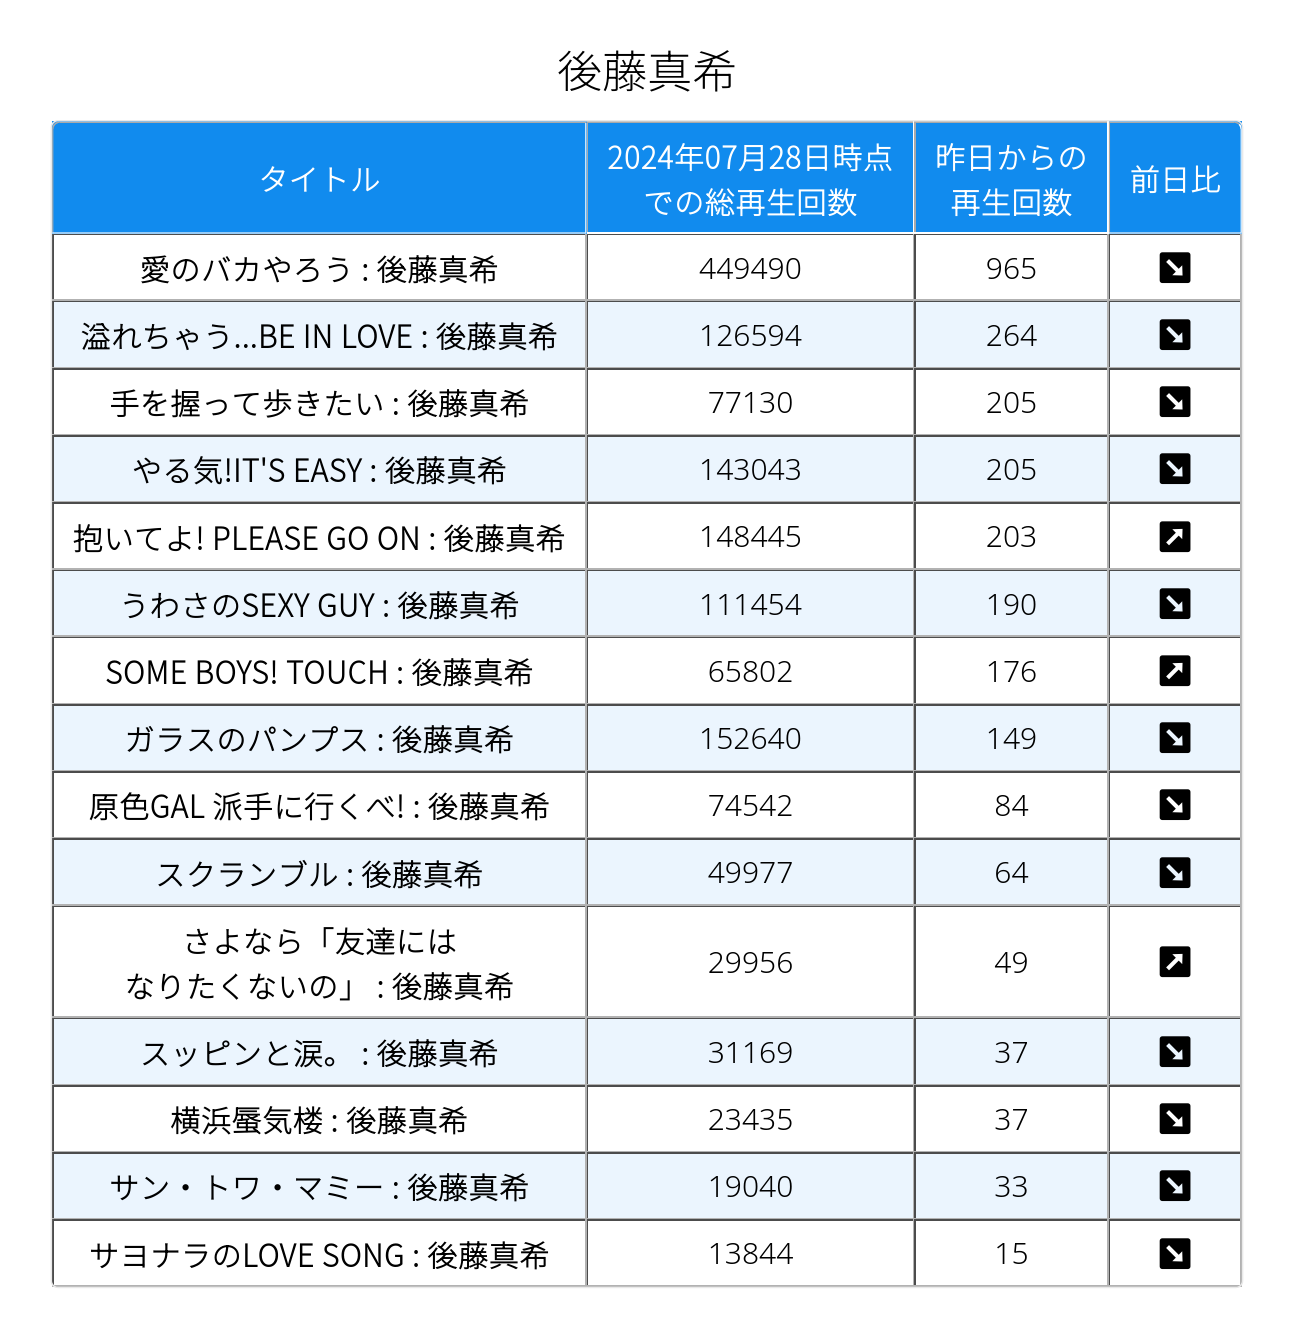 後藤真希
タイトル 2024年07月28日時点 での総再生回数 昨日からの 再生回数 前日比
愛のバカやろう : 後藤真希 449490 965 ↘
溢れちゃう...BE IN LOVE : 後藤真希 126594 264 ↘
手を握って歩きたい : 後藤真希 77130 205 ↘
やる気!IT'S EASY : 後藤真希 143043 205 ↘
抱いてよ! PLEASE GO ON : 後藤真希 148445 203 ↗
うわさのSEXY GUY : 後藤真希 111454 190 ↘
SOME BOYS! TOUCH : 後藤真希 65802 176 ↗
ガラスのパンプス : 後藤真希 152640 149 ↘
原色GAL 派手に行くべ! : 後藤真希 74542 84 ↘
スクランブル : 後藤真希 49977 64 ↘
さよなら「友達には
なりたくないの」 : 後藤真希 29956 49 ↗
スッピンと涙。 : 後藤真希 31169 37 ↘
横浜蜃気楼 : 後藤真希 23435 37 ↘
サン・トワ・マミー : 後藤真希 19040 33 ↘
サヨナラのLOVE SONG : 後藤真希 13844 15 ↘